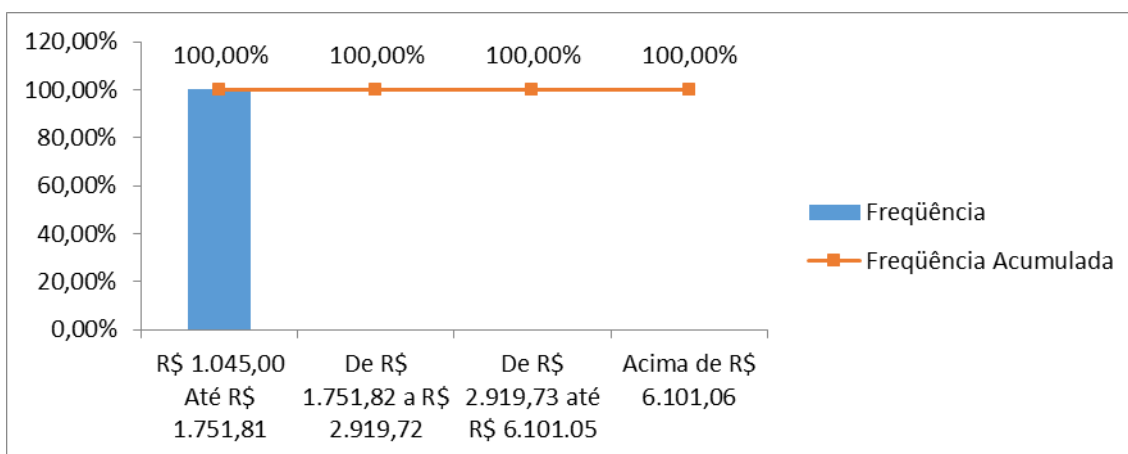 120,00%
100,00%
80,00%
60,00%
40,00%
20,00%
0,00%
100,00% 100,00% 100,00% 100,00%
R$ 1.045,00
Até R$
1.751,81
De R$
1.751,82 a R$
2.919,72
De R$
2.919,73 até
R$ 6.101.05
Acima de R$
6.101,06
Freqüência
Freqüência Acumulada